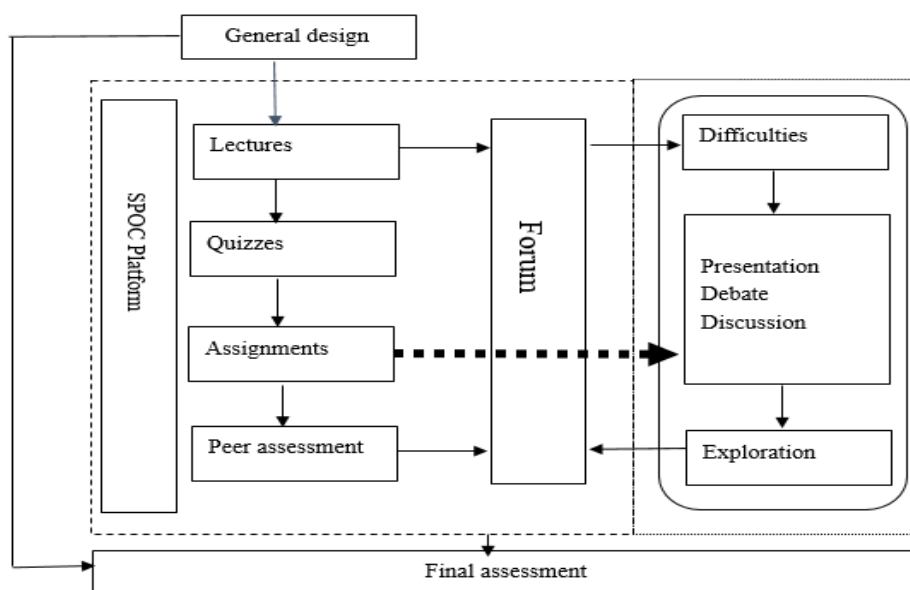 General design
SPOC Platform
Lectures
Quizzes
Assignments
Peer assessment
Forum
Difficulties
Presentation
Debate
Discussion
Exploration
Final assessment